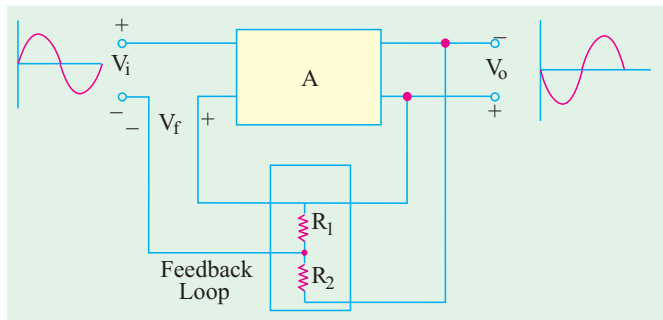 +
V_i
−
−
V_f
+
A
−
V_o
+
R_1
R_2
Feedback
Loop